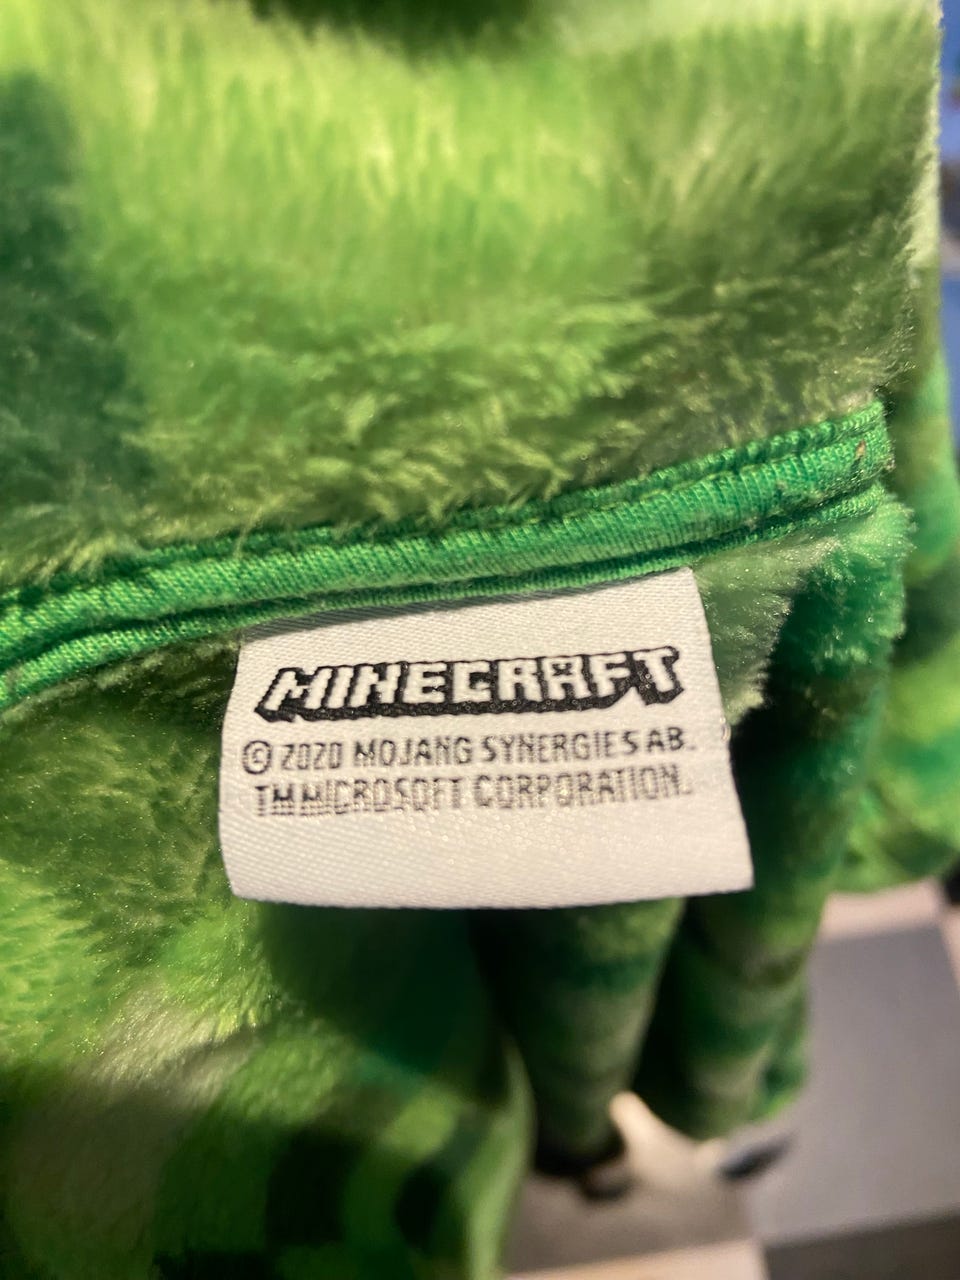 MINECRAFT
© 2020 MOJANG SYNERGIES AB.
TM MICROSOFT CORPORATION.